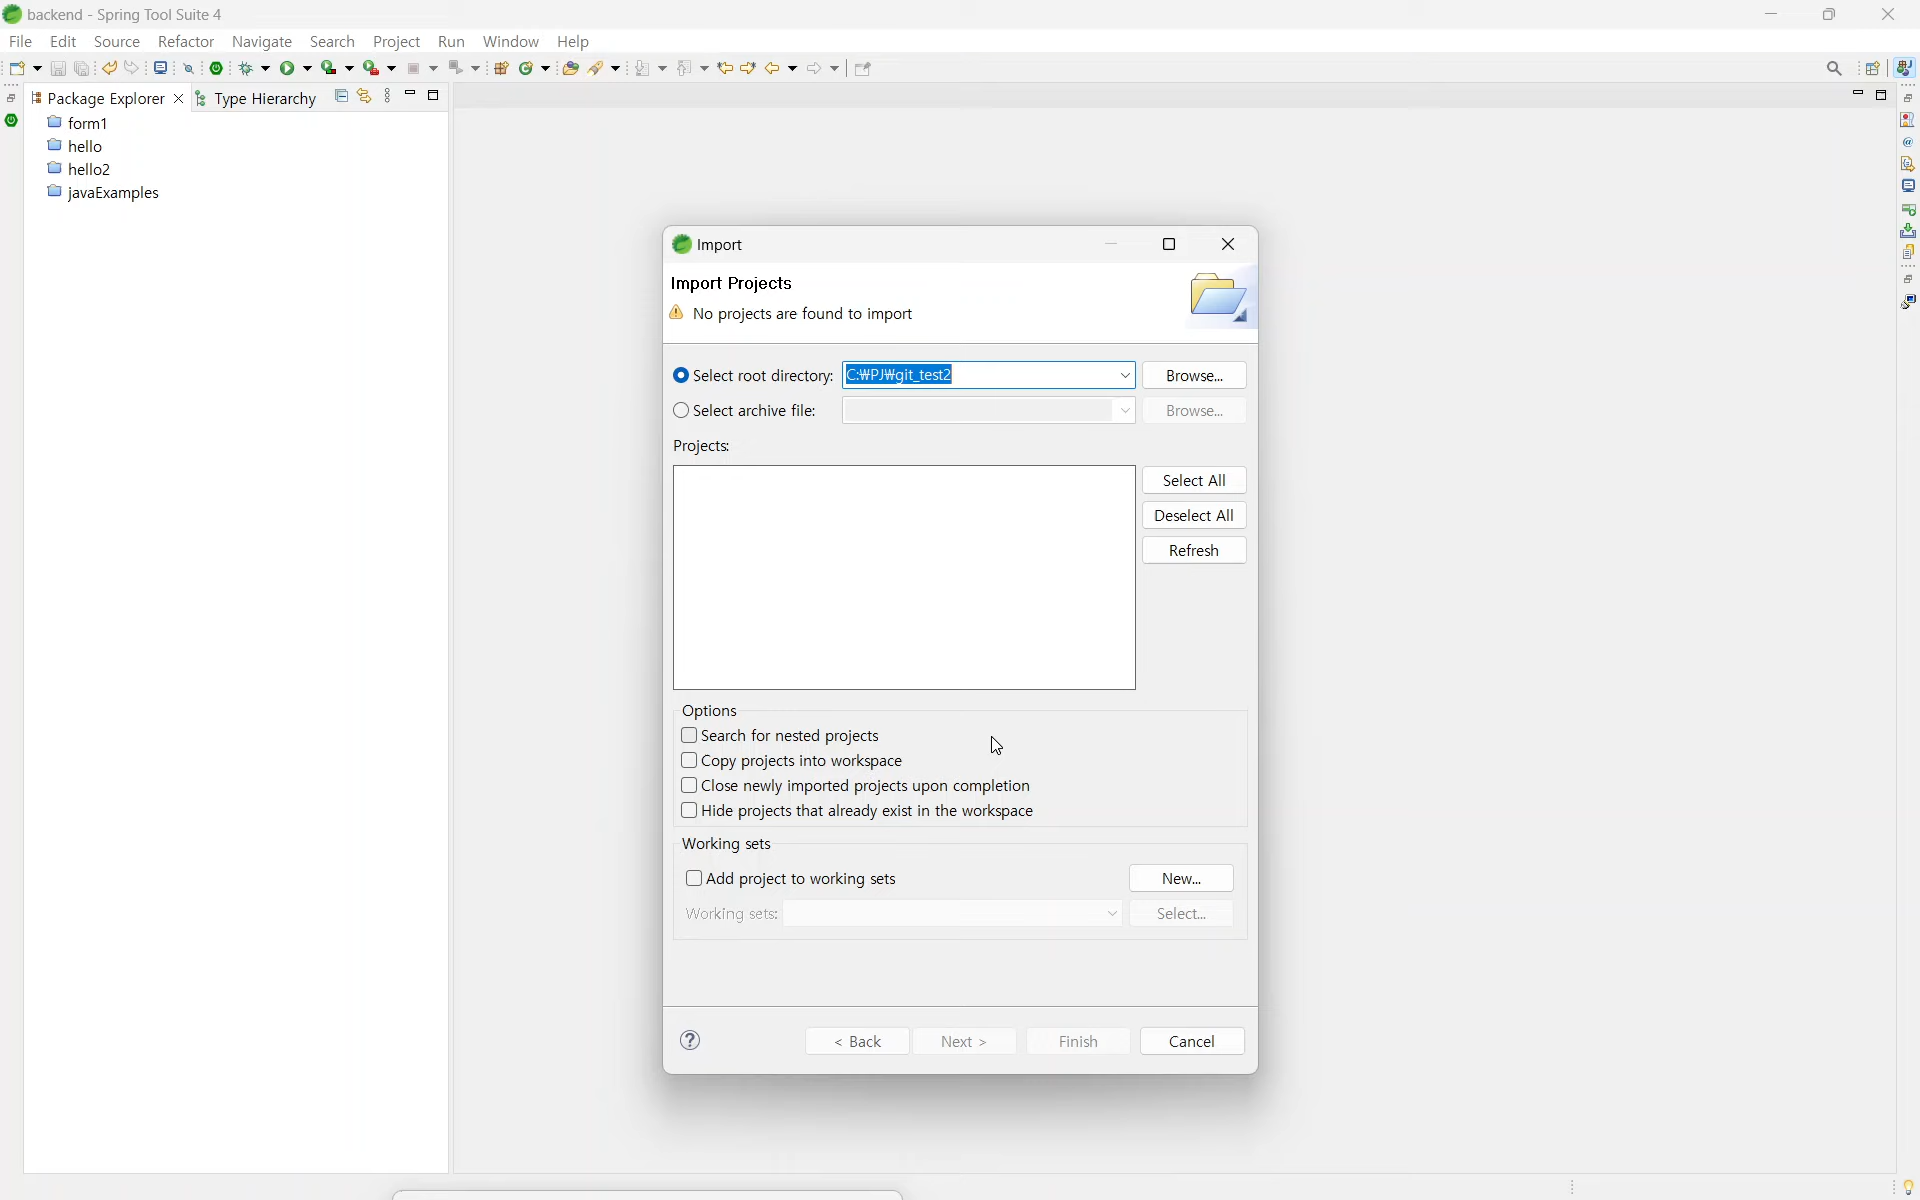 backend - Spring Tool Suite 4
File Edit Source Refactor Navigate Search Project Run Window Help
Package Explorer Type Hierarchy
form1
hello
hello2
javaExamples
Import
Import Projects
No projects are found to import
Select root directory: C:₩PJ₩git_test2 Browse...
Select archive file: Browse...
Projects:
Select All
Deselect All
Refresh
Options
Search for nested projects
Copy projects into workspace
Close newly imported projects upon completion
Hide projects that already exist in the workspace
Working sets
Add project to working sets New...
Working sets: Select...
? < Back Next > Finish Cancel